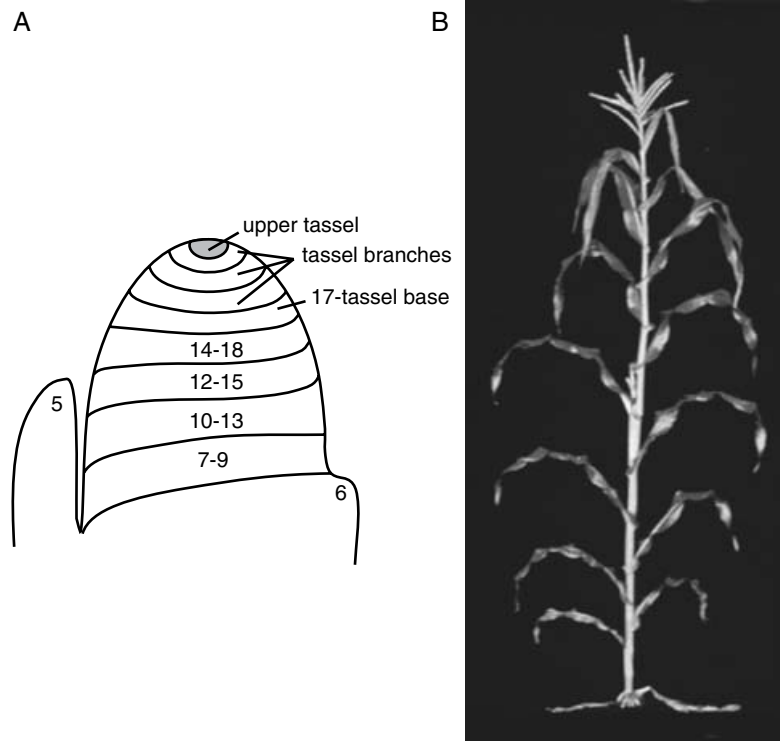 A
B
upper tassel
tassel branches
17-tassel base
14-18
12-15
10-13
7-9
5
6